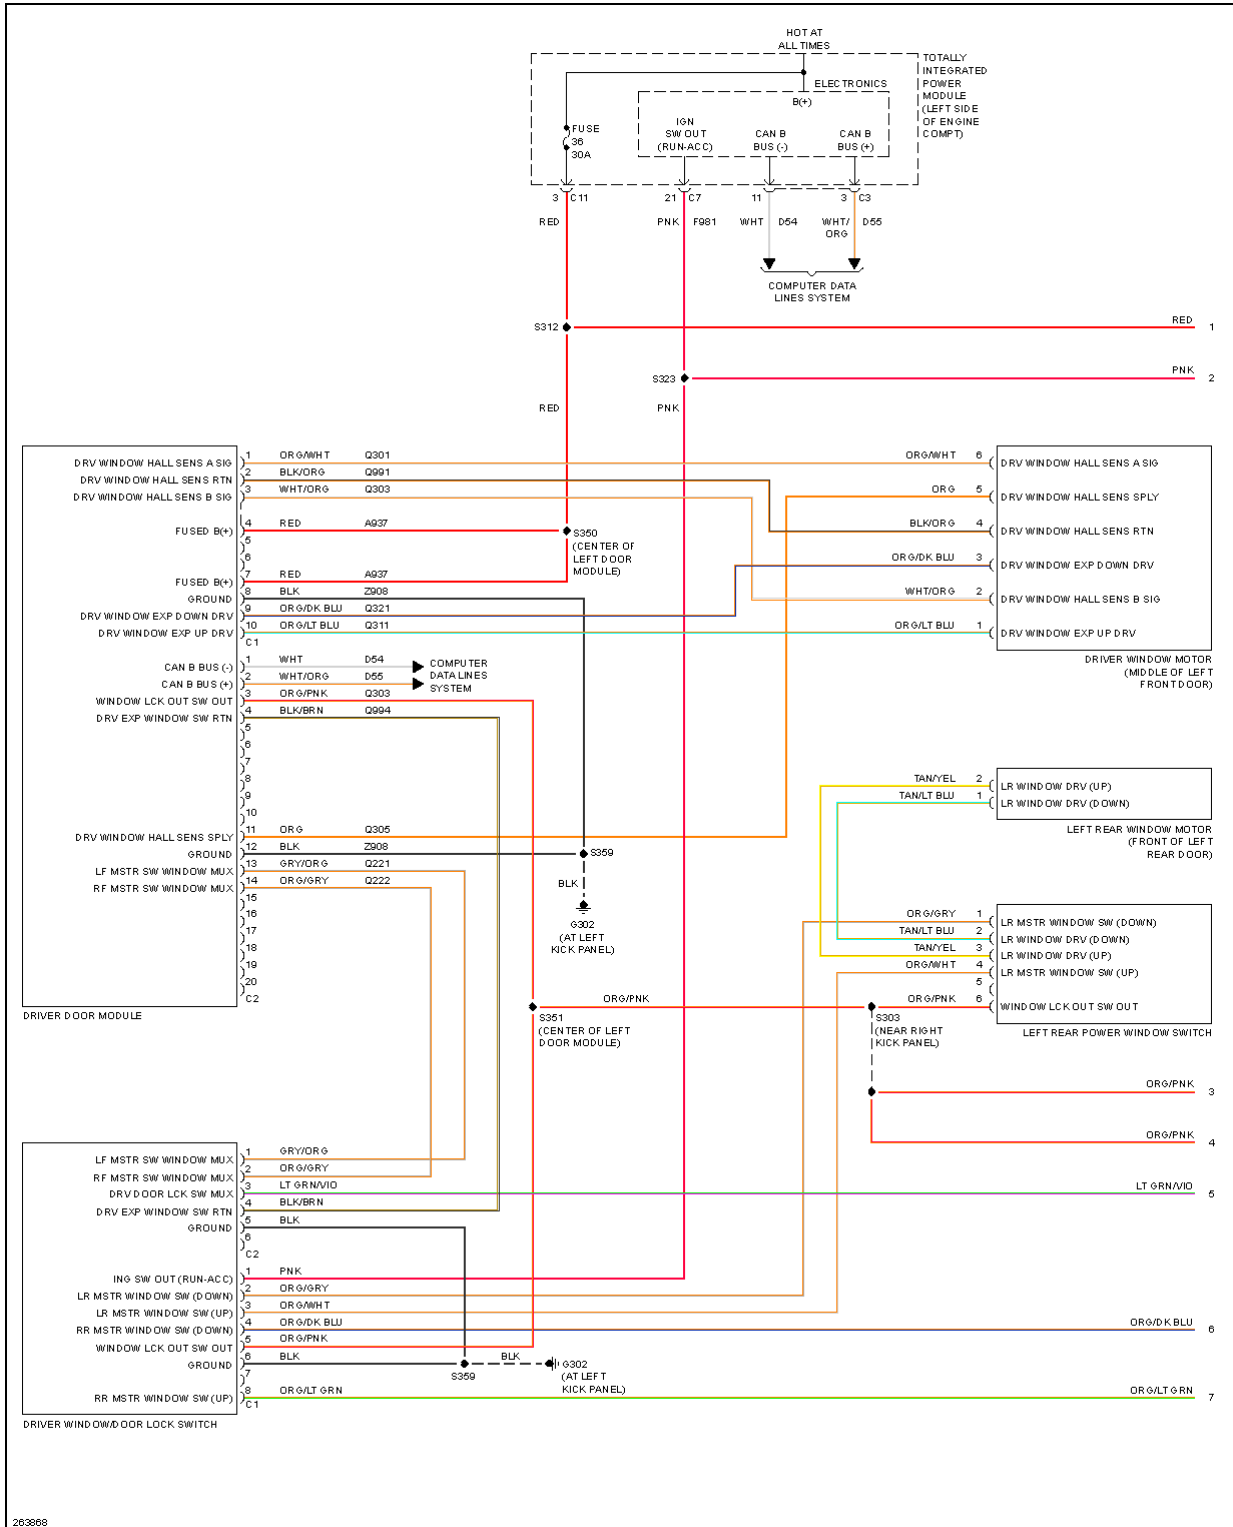 HOT AT
ALL TIMES
TOTALLY
INTEGRATED
POWER
MODULE
(LEFT SIDE
OF ENGINE
COMPT)
ELECTRONICS
B(+)
FUSE
36
30A
IGN
SW OUT
(RUN-ACC)
CAN B
BUS (-)
CAN B
BUS (+)
3 C11
21 C7
11
3 C3
RED
PNK F981
WHT D54
WHT/
ORG
D55
COMPUTER DATA
LINES SYSTEM
S312
RED 1
S323
PNK 2
RED
PNK
DRV WINDOW HALL SENS A SIG 1 ORG/WHT Q301
DRV WINDOW HALL SENS RTN 2 BLK/ORG Q991
DRV WINDOW HALL SENS B SIG 3 WHT/ORG Q303
FUSED B(+) 4 RED A937
5
6
FUSED B(+) 7 RED A937
GROUND 8 BLK Z908
DRV WINDOW EXP DOWN DRV 9 ORG/DK BLU Q321
DRV WINDOW EXP UP DRV 10 ORG/LT BLU Q311
C1
S350
(CENTER OF
LEFT DOOR
MODULE)
ORG/WHT 6 DRV WINDOW HALL SENS A SIG
ORG 5 DRV WINDOW HALL SENS SPLY
BLK/ORG 4 DRV WINDOW HALL SENS RTN
ORG/DK BLU 3 DRV WINDOW EXP DOWN DRV
WHT/ORG 2 DRV WINDOW HALL SENS B SIG
ORG/LT BLU 1 DRV WINDOW EXP UP DRV
DRIVER WINDOW MOTOR
(MIDDLE OF LEFT
FRONT DOOR)
CAN B BUS (-) 1 WHT D54
CAN B BUS (+) 2 WHT/ORG D55
COMPUTER
DATA LINES
SYSTEM
WINDOW LCK OUT SW OUT 3 ORG/PNK Q303
DRV EXP WINDOW SW RTN 4 BLK/BRN Q994
5
6
7
8
9
10
DRV WINDOW HALL SENS SPLY 11 ORG Q305
GROUND 12 BLK Z908
LF MSTR SW WINDOW MUX 13 GRY/ORG Q221
RF MSTR SW WINDOW MUX 14 ORG/GRY Q222
15
16
17
18
19
20
C2
DRIVER DOOR MODULE
S359
BLK
G302
(AT LEFT
KICK PANEL)
TAN/YEL 2 LR WINDOW DRV (UP)
TAN/LT BLU 1 LR WINDOW DRV (DOWN)
LEFT REAR WINDOW MOTOR
(FRONT OF LEFT
REAR DOOR)
ORG/GRY 1 LR MSTR WINDOW SW (DOWN)
TAN/LT BLU 2 LR WINDOW DRV (DOWN)
TAN/YEL 3 LR WINDOW DRV (UP)
ORG/WHT 4 LR MSTR WINDOW SW (UP)
5
ORG/PNK 6 WINDOW LCK OUT SW OUT
LEFT REAR POWER WINDOW SWITCH
ORG/PNK
S351
(CENTER OF LEFT
DOOR MODULE)
S303
(NEAR RIGHT
KICK PANEL)
ORG/PNK 3
ORG/PNK 4
LF MSTR SW WINDOW MUX 1 GRY/ORG
RF MSTR SW WINDOW MUX 2 ORG/GRY
DRV DOOR LCK SW MUX 3 LT GRN/VIO
LT GRN/VIO 5
DRV EXP WINDOW SW RTN 4 BLK/BRN
GROUND 5 BLK
6
C2
ING SW OUT (RUN-ACC) 1 PNK
LR MSTR WINDOW SW (DOWN) 2 ORG/GRY
LR MSTR WINDOW SW (UP) 3 ORG/WHT
RR MSTR WINDOW SW (DOWN) 4 ORG/DK BLU
ORG/DK BLU 6
WINDOW LCK OUT SW OUT 5 ORG/PNK
GROUND 6 BLK
7
RR MSTR WINDOW SW (UP) 8 ORG/LT GRN
C1
ORG/LT GRN 7
S359
BLK
G302
(AT LEFT
KICK PANEL)
DRIVER WINDOW/DOOR LOCK SWITCH
263868